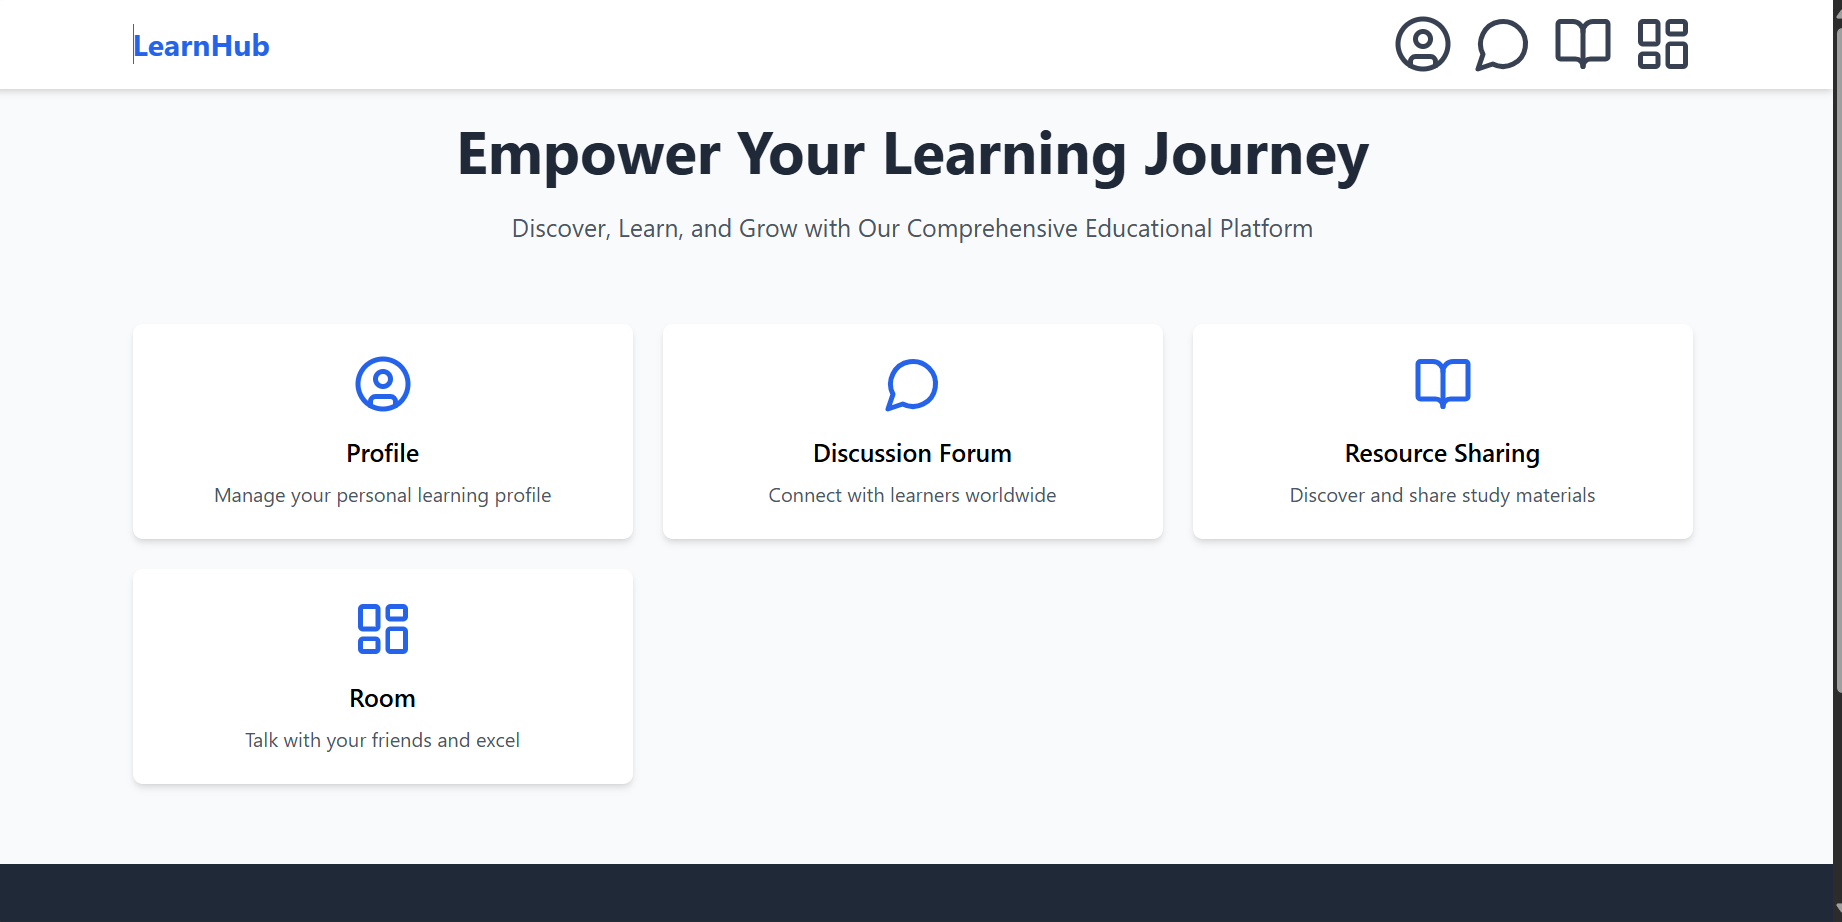 LearnHub
Empower Your Learning Journey
Discover, Learn, and Grow with Our Comprehensive Educational Platform
Profile
Manage your personal learning profile
Discussion Forum
Connect with learners worldwide
Resource Sharing
Discover and share study materials
Room
Talk with your friends and excel